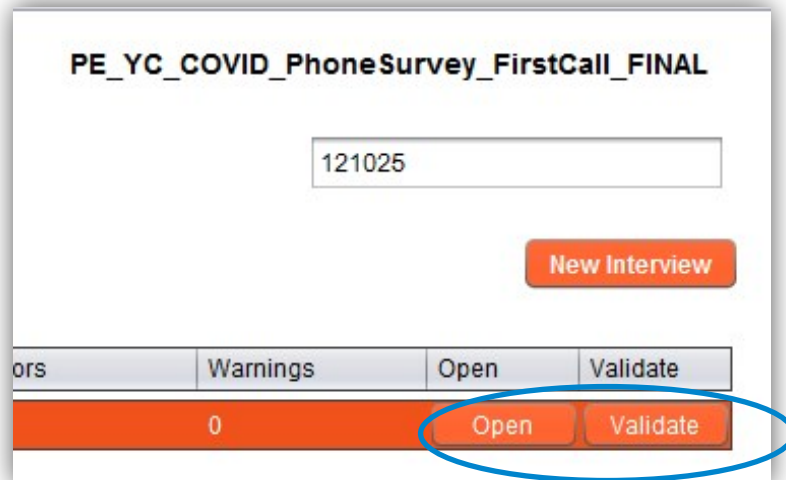 PE_YC_COVID_PhoneSurvey_FirstCall_FINAL
121025
New Interview
ors Warnings Open Validate
0 Open Validate